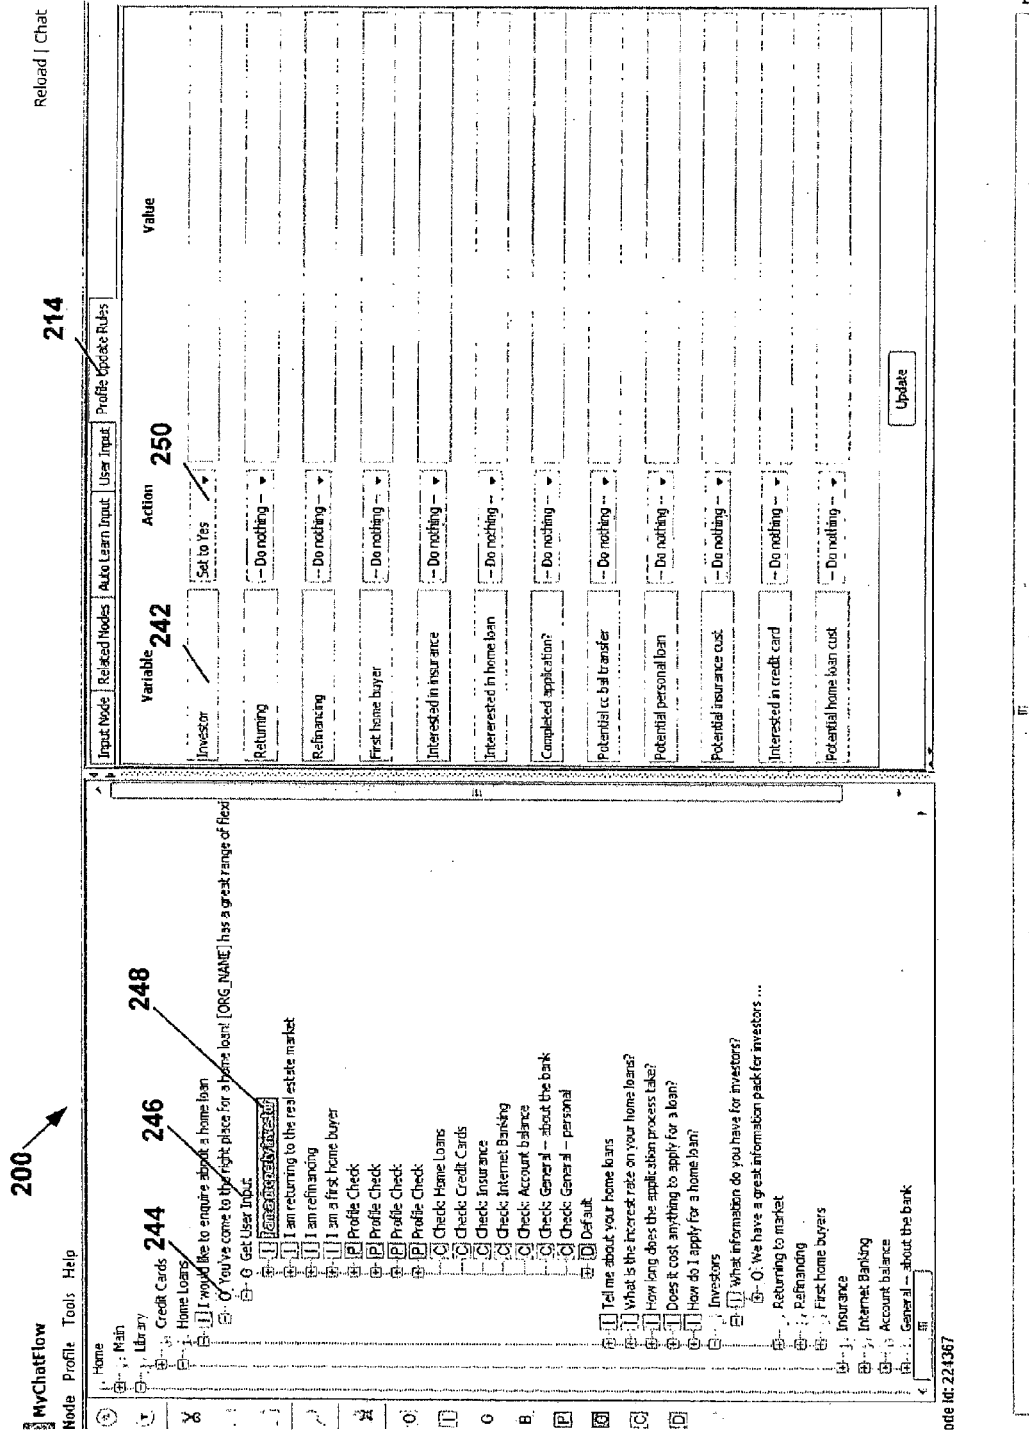 200
MyChatFlow
Reload | Chat
Node Profile Tools Help
Home
Main
Library
Credit Cards
244
Home Loans
[I] I would like to enquire about a home loan
246
O: You've come to the right place for a home loan! [ORG_NAME] has a great range of flexi
248
G Get User Input
[I] I am a property investor
[I] I am returning to the real estate market
[I] I am refinancing
[I] I am a first home buyer
[P] Profile Check
[P] Profile Check
[P] Profile Check
[P] Profile Check
[C] Check: Home Loans
[C] Check: Credit Cards
[C] Check: Insurance
[C] Check: Internet Banking
[C] Check: Account balance
[C] Check: General -- about the bank
[C] Check: General -- personal
[D] Default
[I] Tell me about your home loans
[I] What is the interest rate on your home loans?
[I] How long does the application process take?
[I] Does it cost anything to apply for a loan?
[I] How do I apply for a home loan?
Investors
[I] What information do you have for investors?
O: We have a great information pack for investors ...
Returning to market
Refinancing
First home buyers
Insurance
Internet Banking
Account balance
General -- about the bank
ode Id: 224367
214
Input Node | Related Nodes | Auto Learn Input | User Input | Profile Update Rules
Variable Action Value
242 250
Investor Set to Yes
Returning -- Do nothing --
Refinancing -- Do nothing --
First home buyer -- Do nothing --
Interested in insurance -- Do nothing --
Intererested in home loan -- Do nothing --
Completed application? -- Do nothing --
Potential cc bal transfer -- Do nothing --
Potential personal loan -- Do nothing --
Potential insurance cost -- Do nothing --
Interested in credit card -- Do nothing --
Potential home loan cust -- Do nothing --
Update